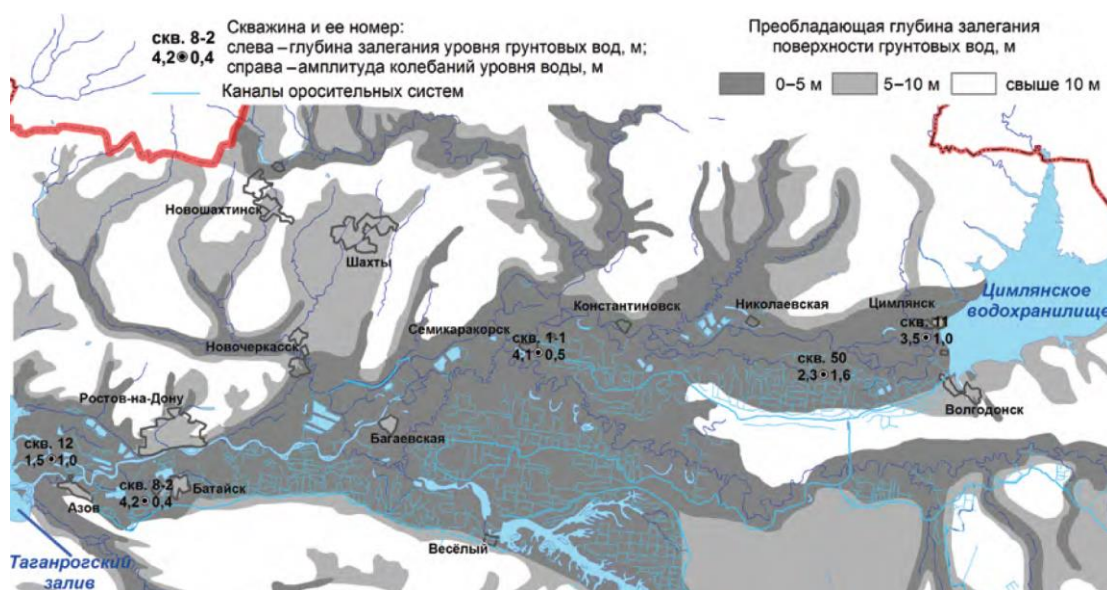 скв. 8-2
4,2 0,4
Скважина и ее номер:
слева – глубина залегания уровня грунтовых вод, м;
справа – амплитуда колебаний уровня воды, м
Каналы оросительных систем
Преобладающая глубина залегания
поверхности грунтовых вод, м
0–5 м
5–10 м
свыше 10 м
Новошахтинск
Шахты
Константиновск
Николаевская
Цимлянск
Цимлянское
водохранилище
скв. 11
3,5 1,0
Семикаракорск
скв. 1-1
4,1 0,5
Новочеркасск
скв. 50
2,3 1,6
Волгодонск
Ростов-на-Дону
Багаевская
скв. 12
1,5 1,0
скв. 8-2
4,2 0,4
Батайск
Азов
Весёлый
Таганрогский
залив